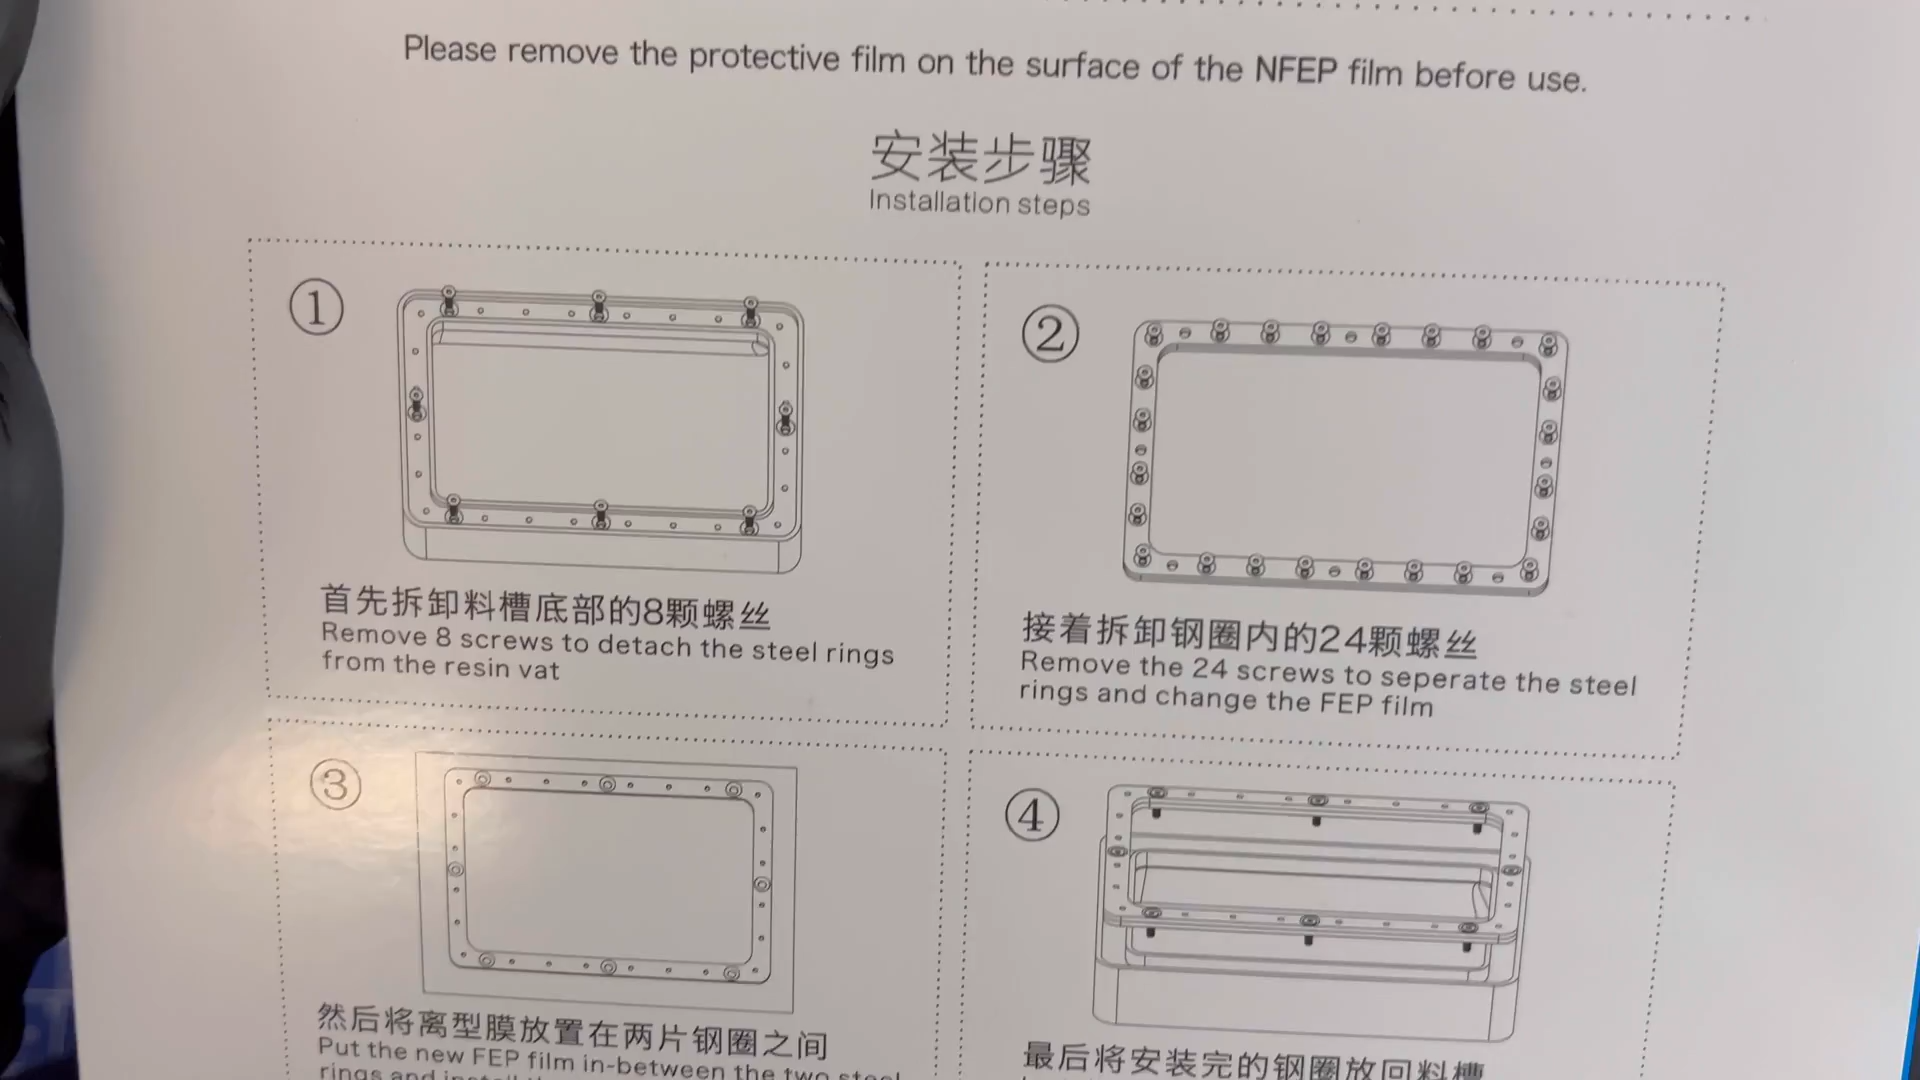 Please remove the protective film on the surface of the NFEP film before use.
安装步骤
Installation steps
①
首先拆卸料槽底部的8颗螺丝
Remove 8 screws to detach the steel rings
from the resin vat
②
接着拆卸钢圈内的24颗螺丝
Remove the 24 screws to seperate the steel
rings and change the FEP film
③
然后将离型膜放置在两片钢圈之间
Put the new FEP film in-between the two steel
rings and
④
最后将安装完的钢圈放回料槽